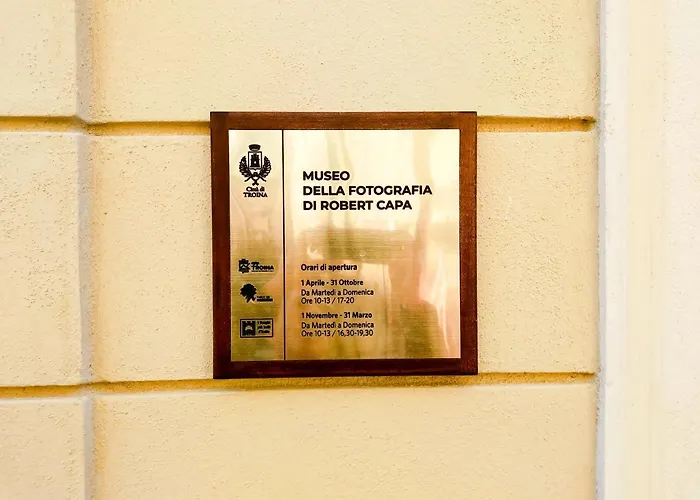 Città di
TROINA
MUSEO
DELLA FOTOGRAFIA
DI ROBERT CAPA
TROINA
Orari di apertura
1 Aprile - 31 Ottobre
Da Martedì a Domenica
Ore 10-13 / 17-20
1 Novembre - 31 Marzo
Da Martedì a Domenica
Ore 10-13 / 16,30-19,30